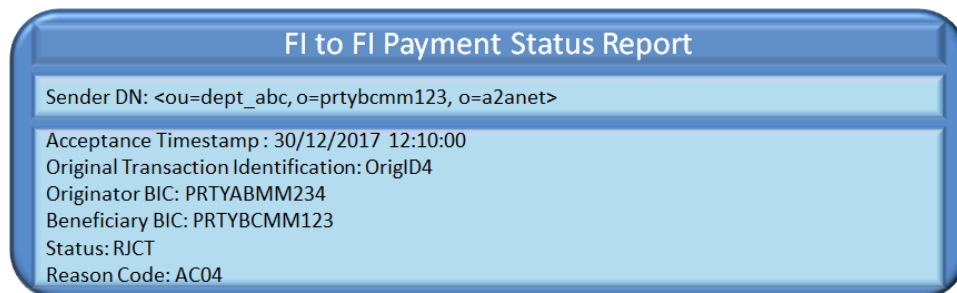 FI to FI Payment Status Report
Sender DN: <ou=dept_abc, o=prtybcmm123, o=a2anet>
Acceptance Timestamp : 30/12/2017 12:10:00
Original Transaction Identification: OrigID4
Originator BIC: PRTYABMM234
Beneficiary BIC: PRTYBCMM123
Status: RJCT
Reason Code: AC04